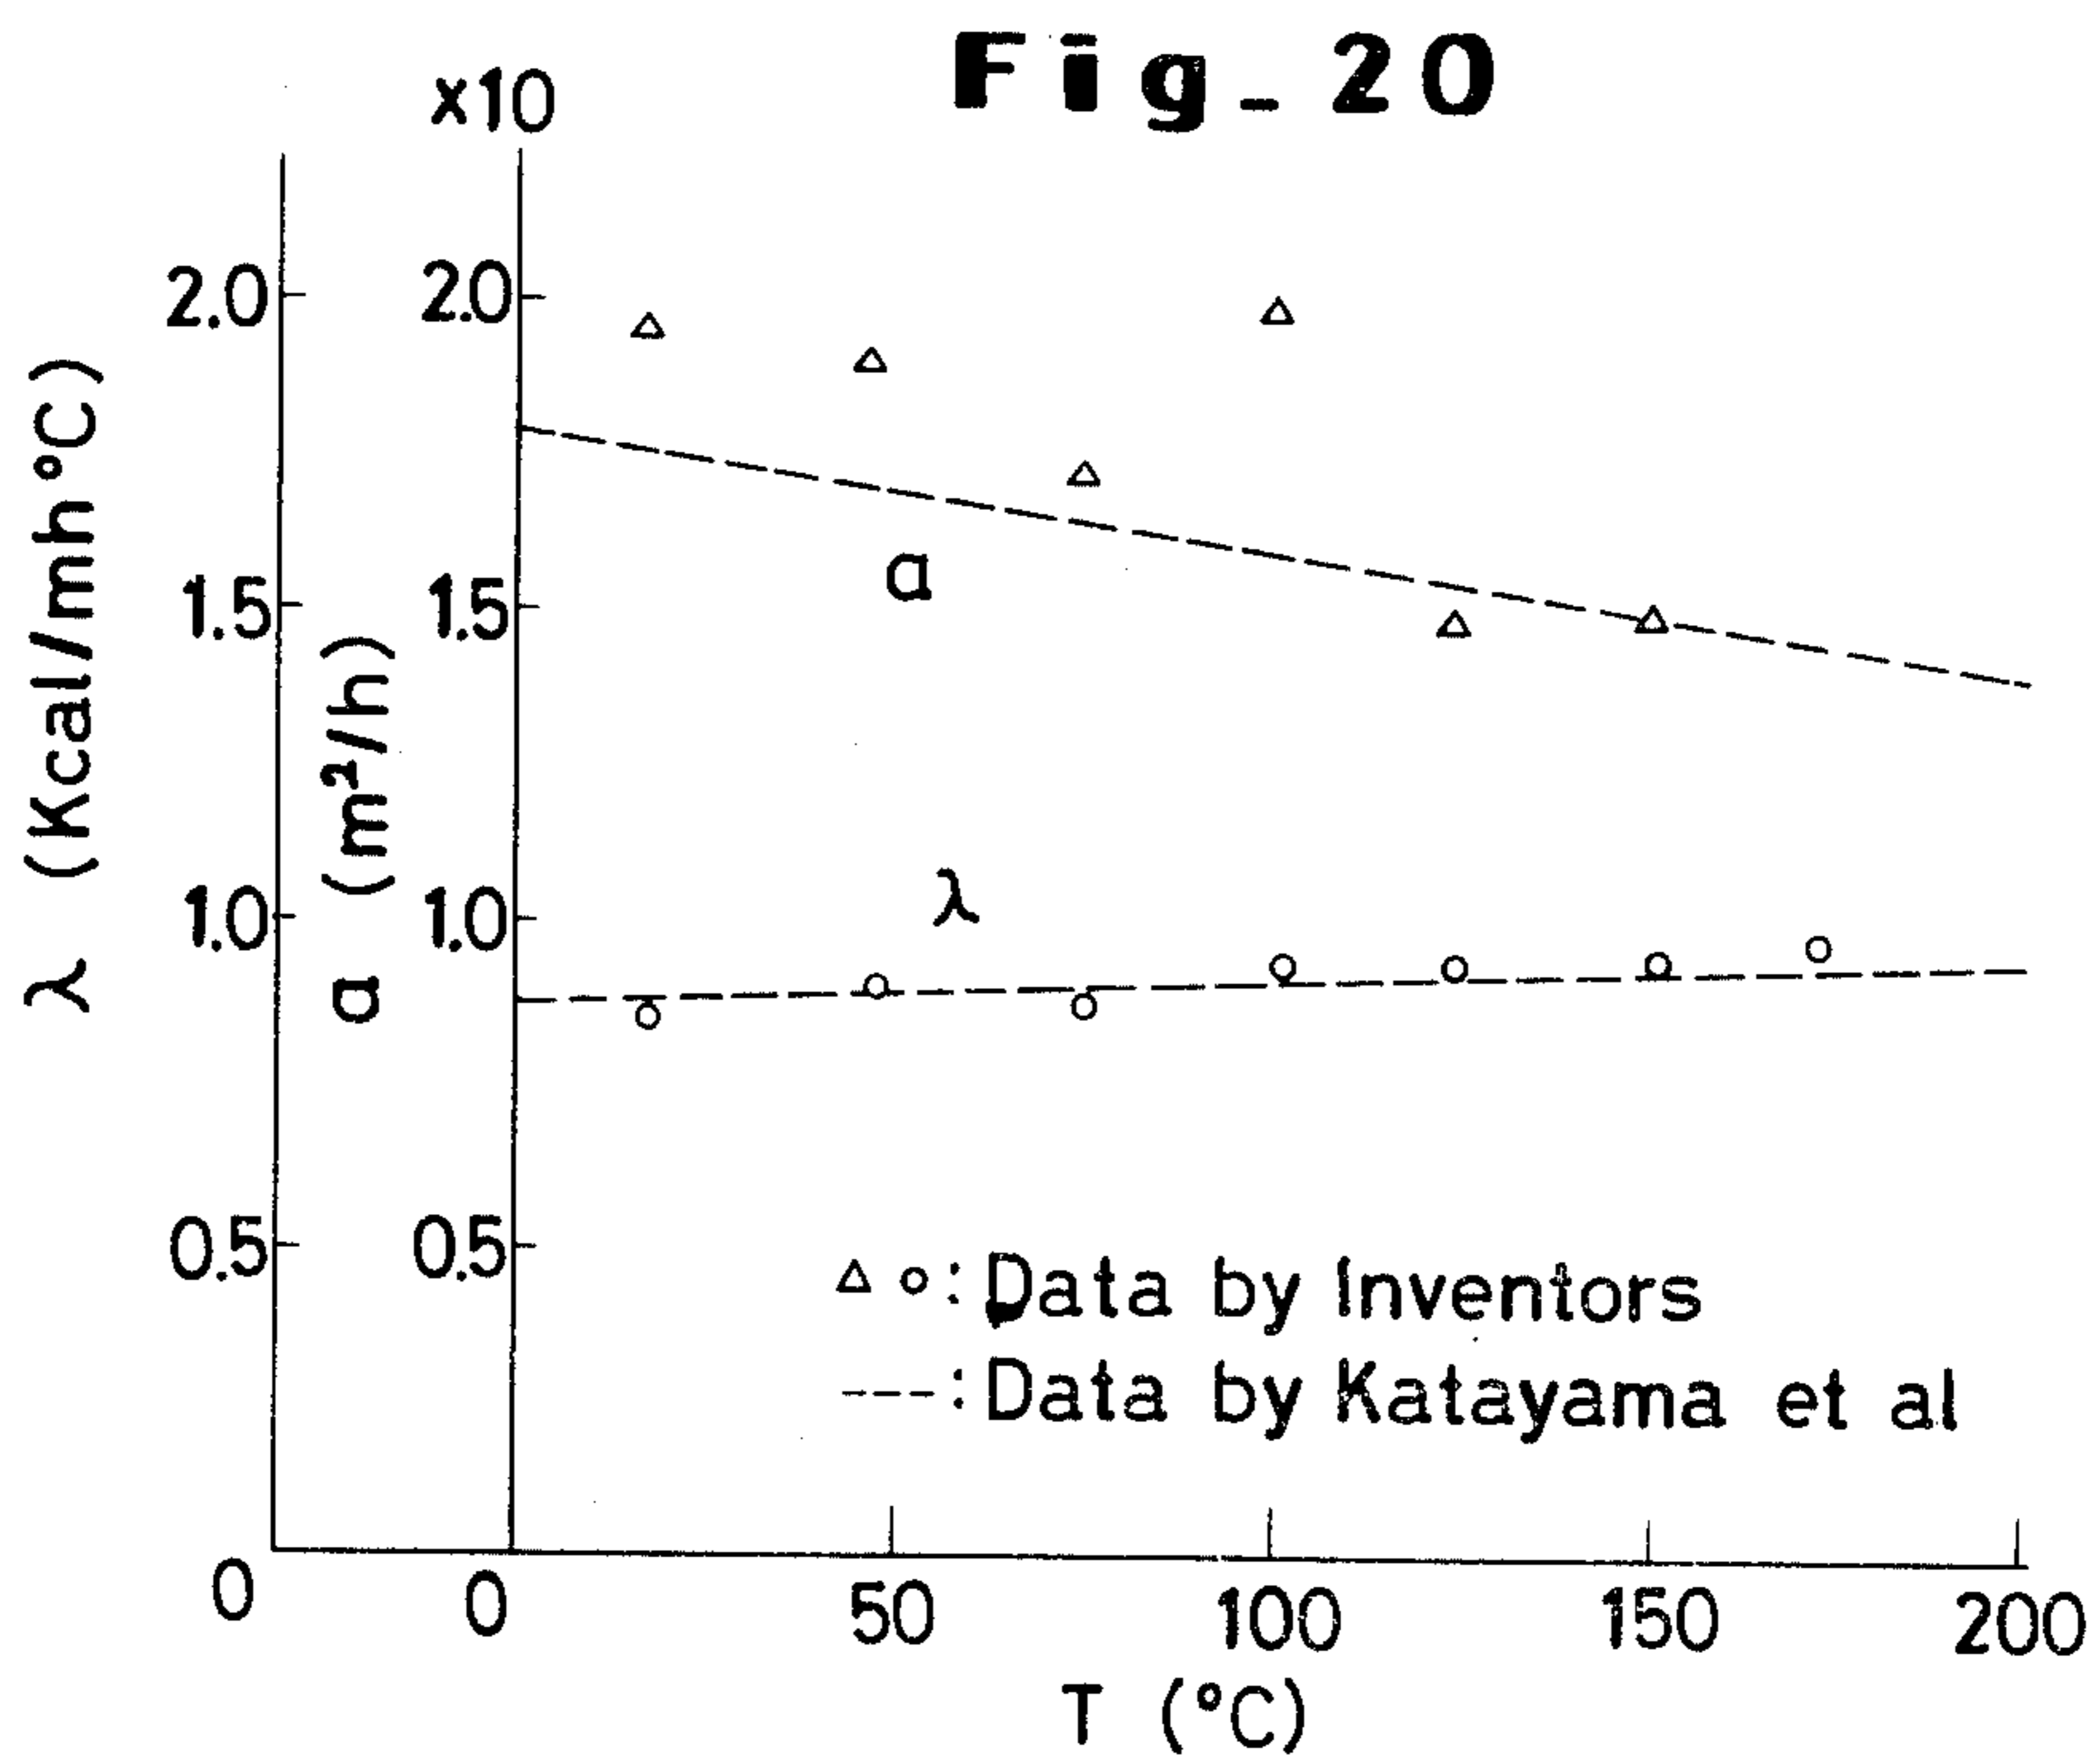 Fig_20
x10
2.0 2.0
1.5 1.5
1.0 1.0
0.5 0.5
λ (Kcal/mh°C)
a (m²/h)
a
λ
△ ○ : Data by Inventors
--- : Data by Katayama et al
0 0 50 100 150 200
T (°C)